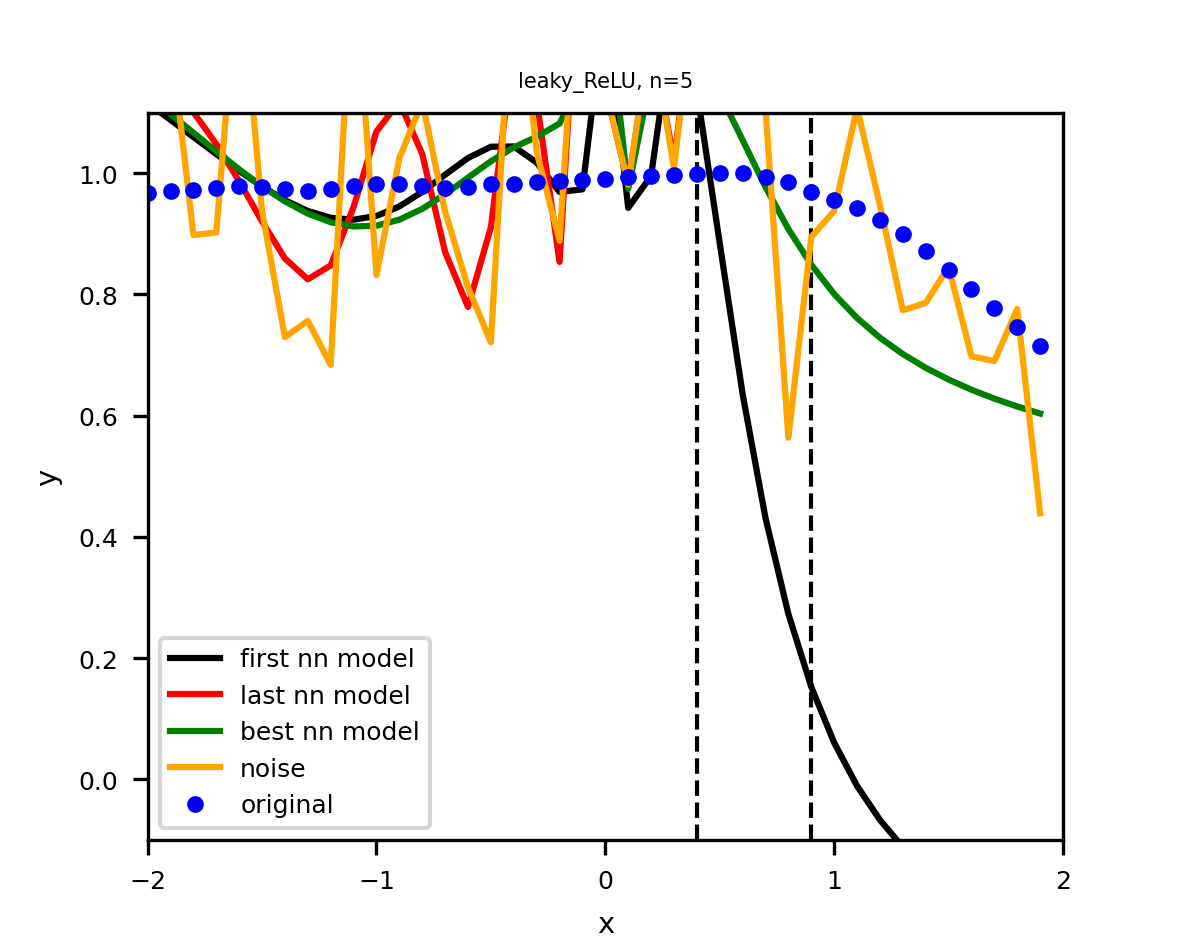 leaky_ReLU, n=5
1.0
0.8
0.6
0.4
0.2
0.0
y
first nn model
last nn model
best nn model
noise
original
−2
−1
0
1
2
x